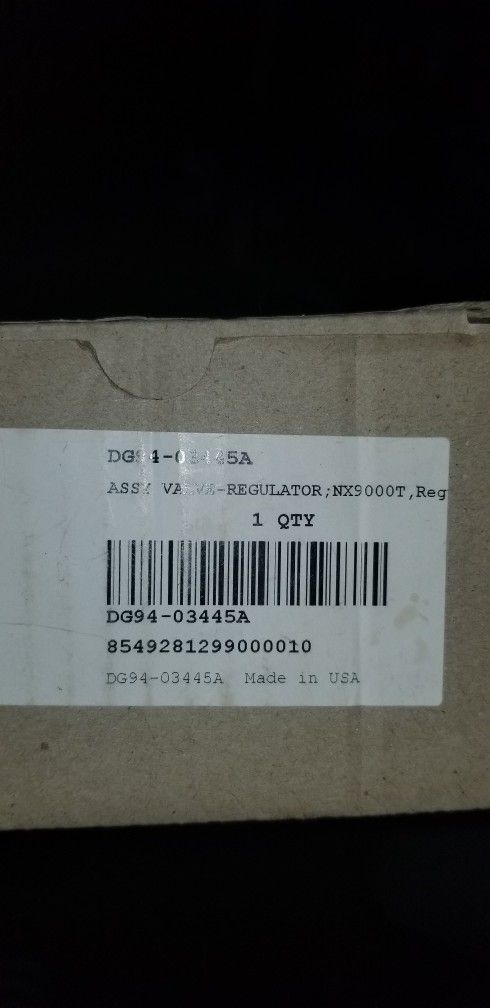 DG94-03445A
ASSY VALVE-REGULATOR;NX9000T,Reg
1 QTY
DG94-03445A
8549281299000010
DG94-03445A Made in USA